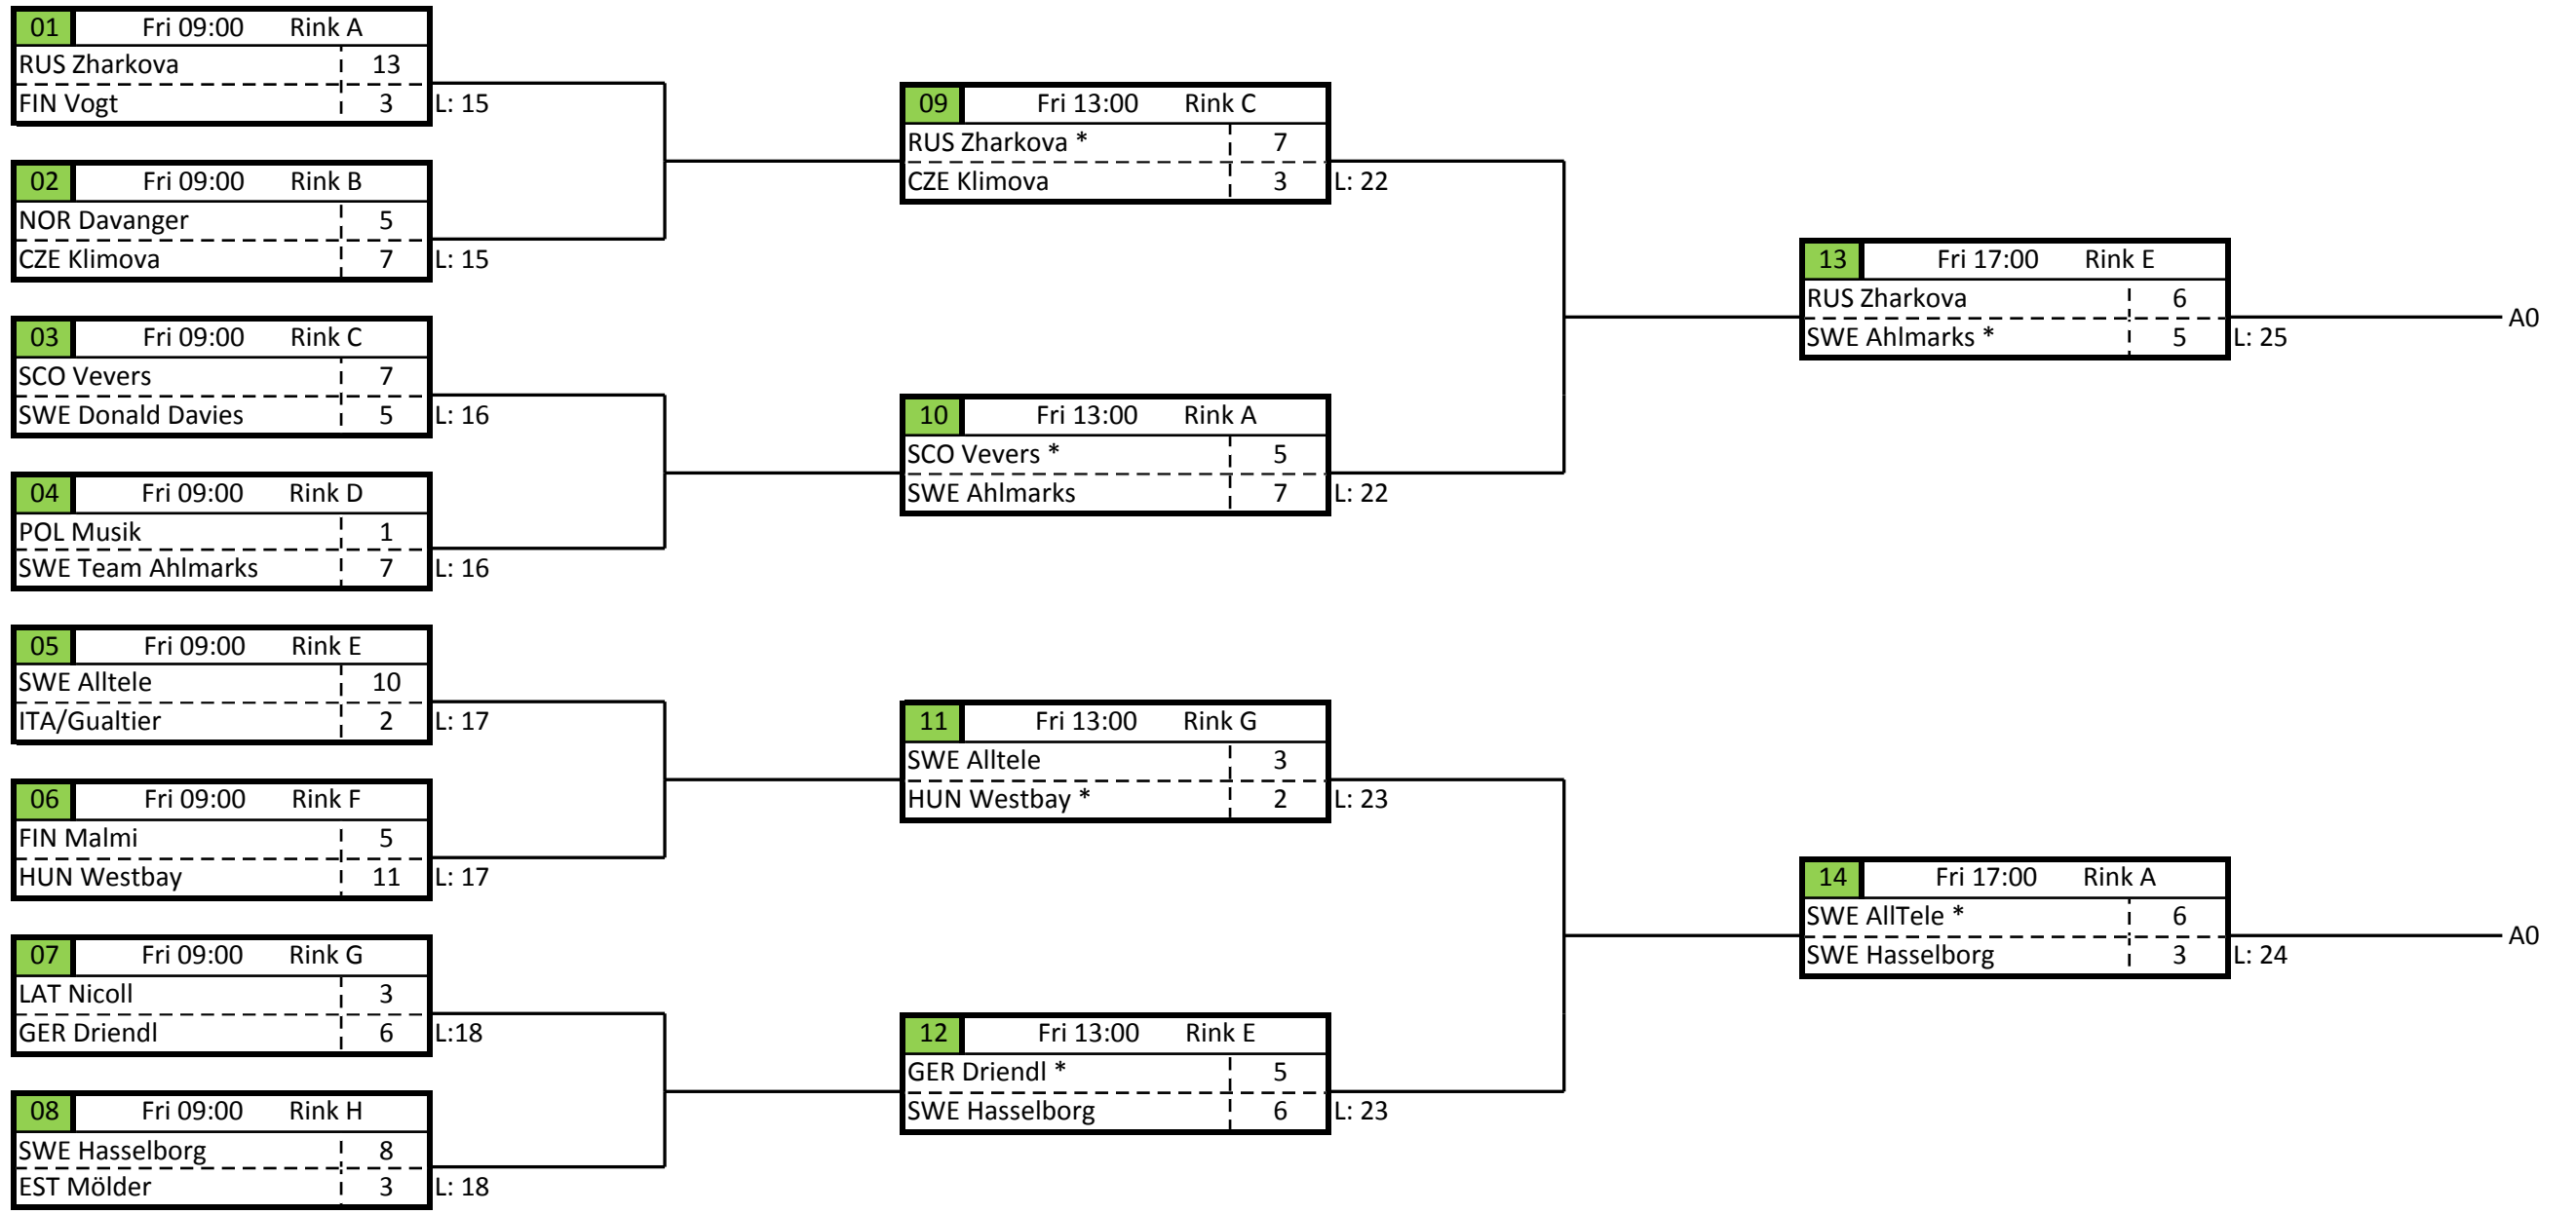 01 Fri 09:00 Rink A
RUS Zharkova 13
FIN Vogt 3 L: 15
02 Fri 09:00 Rink B
NOR Davanger 5
CZE Klimova 7 L: 15
03 Fri 09:00 Rink C
SCO Vevers 7
SWE Donald Davies 5 L: 16
04 Fri 09:00 Rink D
POL Musik 1
SWE Team Ahlmarks 7 L: 16
05 Fri 09:00 Rink E
SWE Alltele 10
ITA/Gualtier 2 L: 17
06 Fri 09:00 Rink F
FIN Malmi 5
HUN Westbay 11 L: 17
07 Fri 09:00 Rink G
LAT Nicoll 3
GER Driendl 6 L:18
08 Fri 09:00 Rink H
SWE Hasselborg 8
EST Mölder 3 L: 18
09 Fri 13:00 Rink C
RUS Zharkova * 7
CZE Klimova 3 L: 22
10 Fri 13:00 Rink A
SCO Vevers * 5
SWE Ahlmarks 7 L: 22
11 Fri 13:00 Rink G
SWE Alltele 3
HUN Westbay * 2 L: 23
12 Fri 13:00 Rink E
GER Driendl * 5
SWE Hasselborg 6 L: 23
13 Fri 17:00 Rink E
RUS Zharkova 6
SWE Ahlmarks * 5 L: 25
A0
14 Fri 17:00 Rink A
SWE AllTele * 6
SWE Hasselborg 3 L: 24
A0